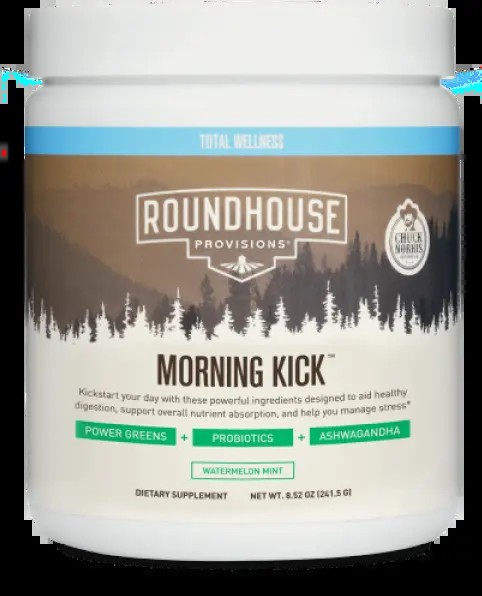 TOTAL WELLNESS
ROUNDHOUSE
PROVISIONS®
CHUCK
NORRIS
MORNING KICK™
Kickstart your day with these powerful ingredients designed to aid healthy
digestion, support overall nutrient absorption, and help you manage stress*
POWER GREENS + PROBIOTICS + ASHWAGANDHA
WATERMELON MINT
DIETARY SUPPLEMENT NET WT. 8.52 OZ (241.5 G)